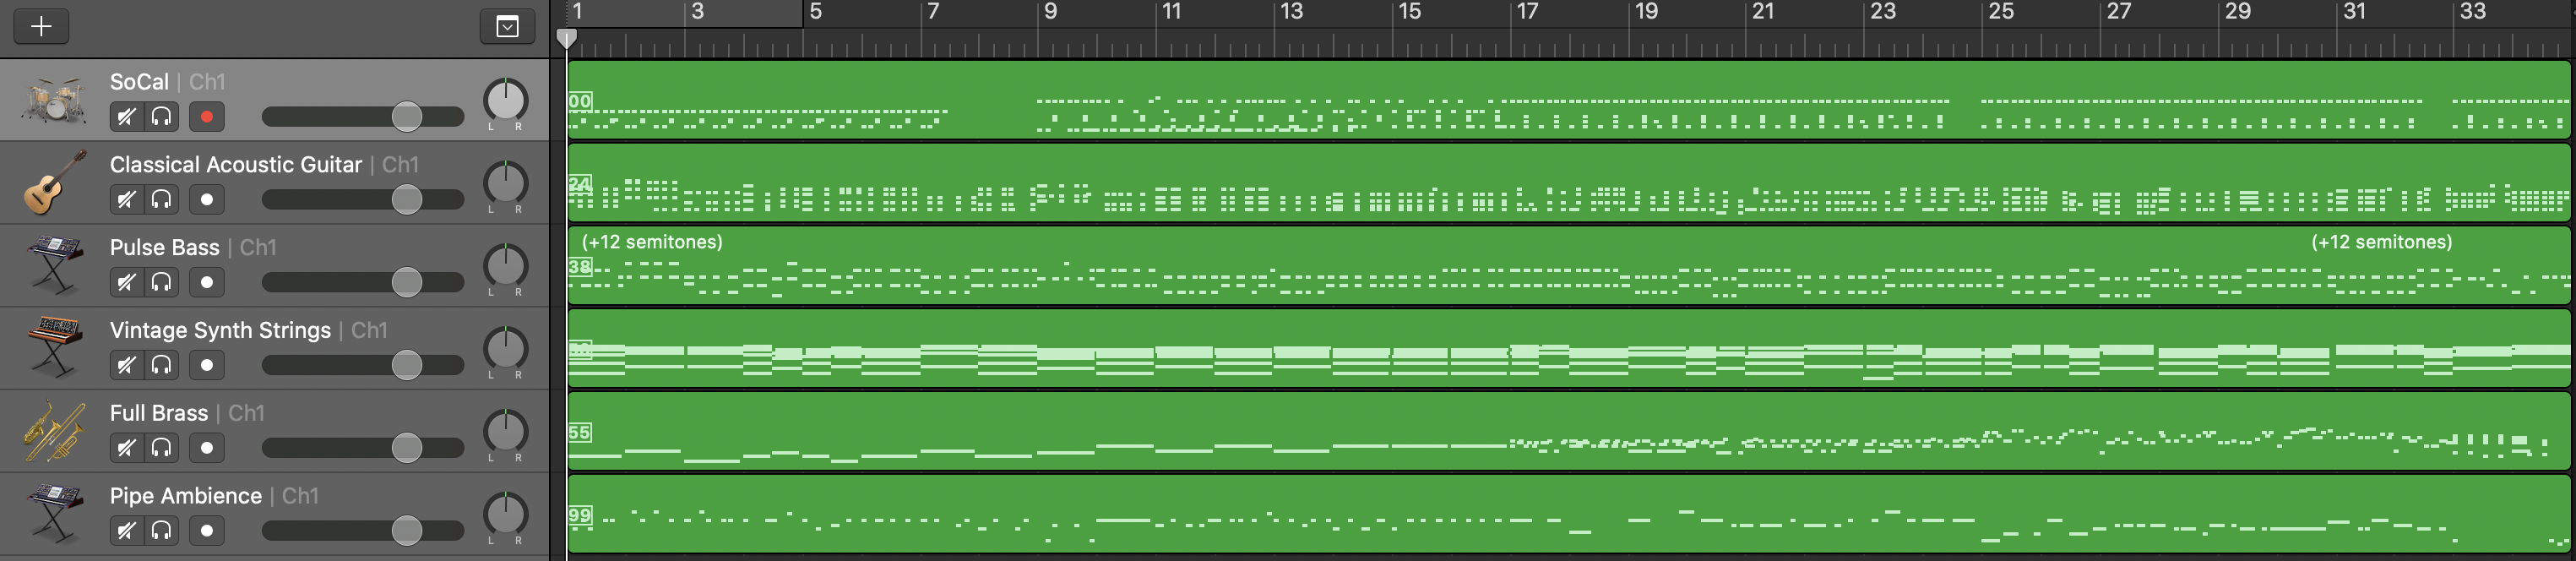 1 3 5 7 9 11 13 15 17 19 21 23 25 27 29 31 33
SoCal | Ch1
L R
00
Classical Acoustic Guitar | Ch1
L R
24
Pulse Bass | Ch1
L R
(+12 semitones) (+12 semitones)
38
Vintage Synth Strings | Ch1
L R
Full Brass | Ch1
L R
55
Pipe Ambience | Ch1
L R
99